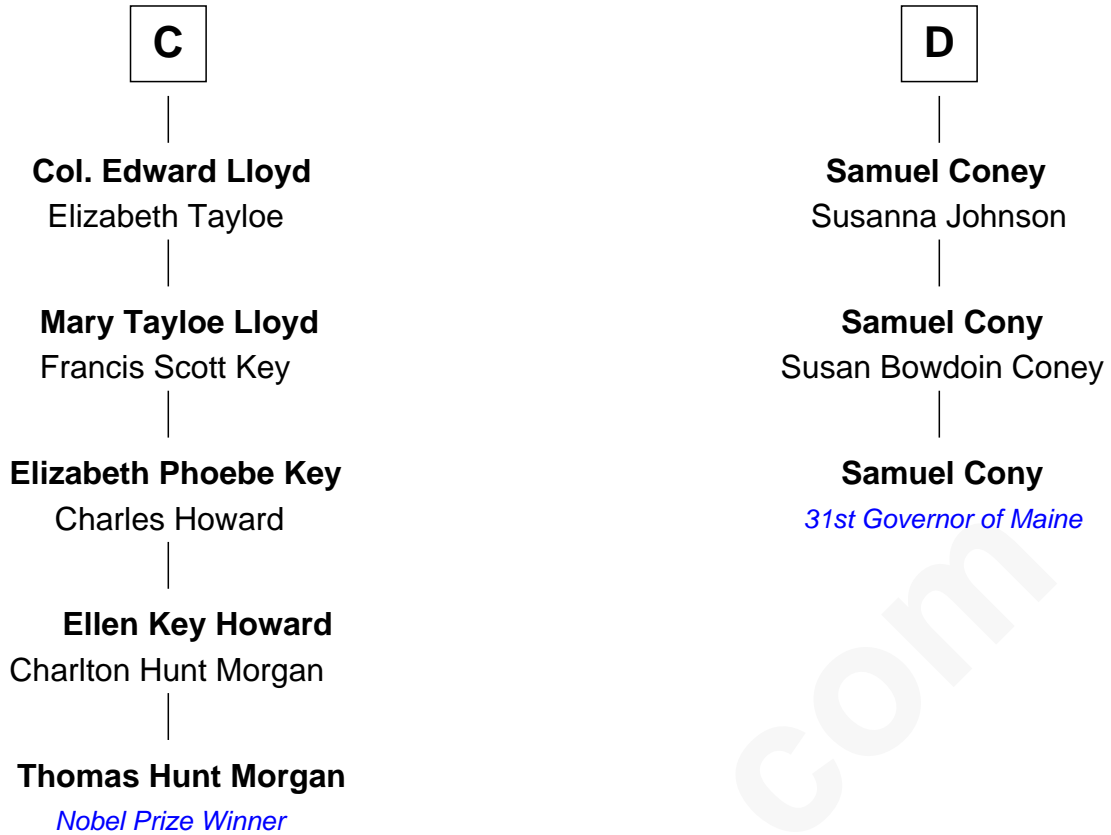 C
Col. Edward Lloyd
Elizabeth Tayloe
Mary Tayloe Lloyd
Francis Scott Key
Elizabeth Phoebe Key
Charles Howard
Ellen Key Howard
Charlton Hunt Morgan
Thomas Hunt Morgan
Nobel Prize Winner
D
Samuel Coney
Susanna Johnson
Samuel Cony
Susan Bowdoin Coney
Samuel Cony
31st Governor of Maine
com